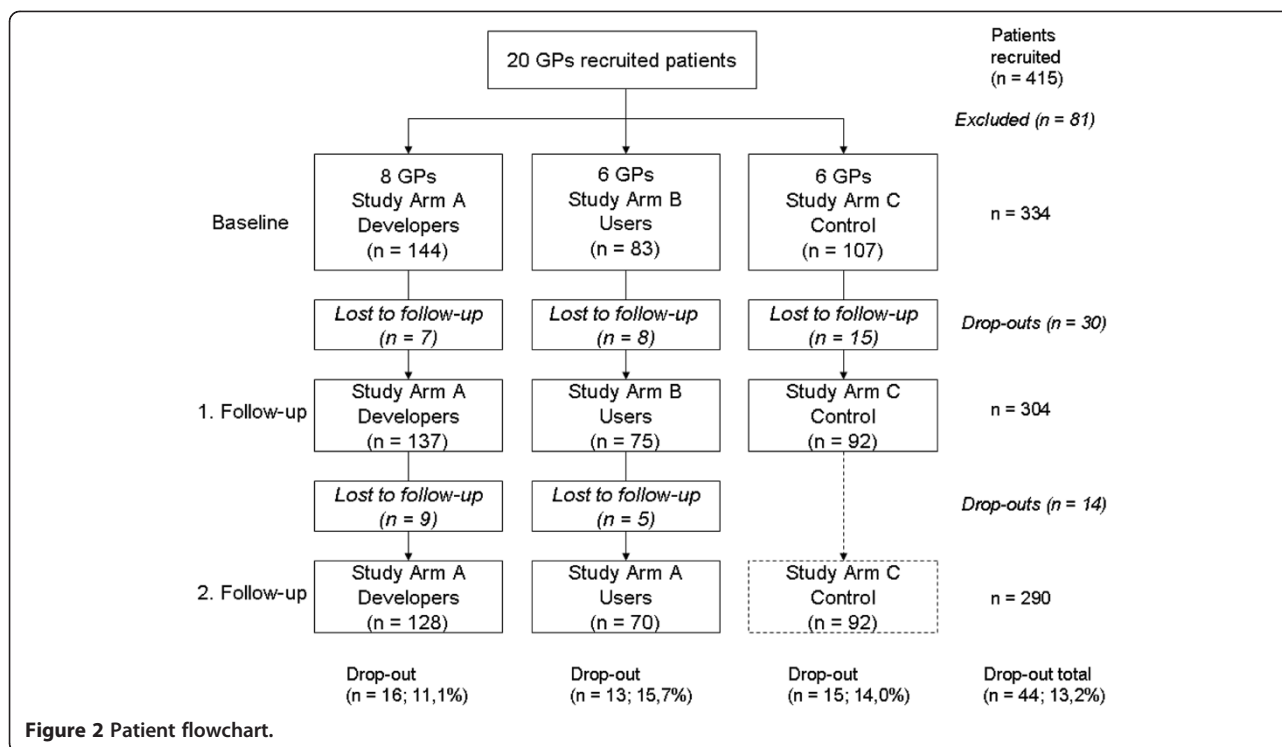 20 GPs recruited patients
Patients
recruited
(n = 415)
Excluded (n = 81)
Baseline
8 GPs
Study Arm A
Developers
(n = 144)
6 GPs
Study Arm B
Users
(n = 83)
6 GPs
Study Arm C
Control
(n = 107)
n = 334
Lost to follow-up
(n = 7)
Lost to follow-up
(n = 8)
Lost to follow-up
(n = 15)
Drop-outs (n = 30)
1. Follow-up
Study Arm A
Developers
(n = 137)
Study Arm B
Users
(n = 75)
Study Arm C
Control
(n = 92)
n = 304
Lost to follow-up
(n = 9)
Lost to follow-up
(n = 5)
Drop-outs (n = 14)
2. Follow-up
Study Arm A
Developers
(n = 128)
Study Arm A
Users
(n = 70)
Study Arm C
Control
(n = 92)
n = 290
Drop-out
(n = 16; 11,1%)
Drop-out
(n = 13; 15,7%)
Drop-out
(n = 15; 14,0%)
Drop-out total
(n = 44; 13,2%)
Figure 2 Patient flowchart.